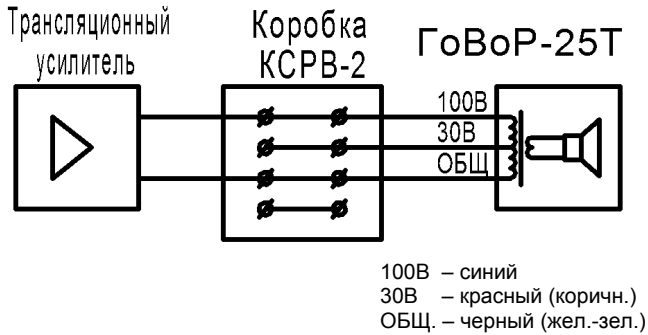 Трансляционный
усилитель
Коробка
КСРВ-2
ГоВоР-25Т
100В
30В
ОБЩ
100В – синий
30В – красный (коричн.)
ОБЩ. – черный (жел.-зел.)